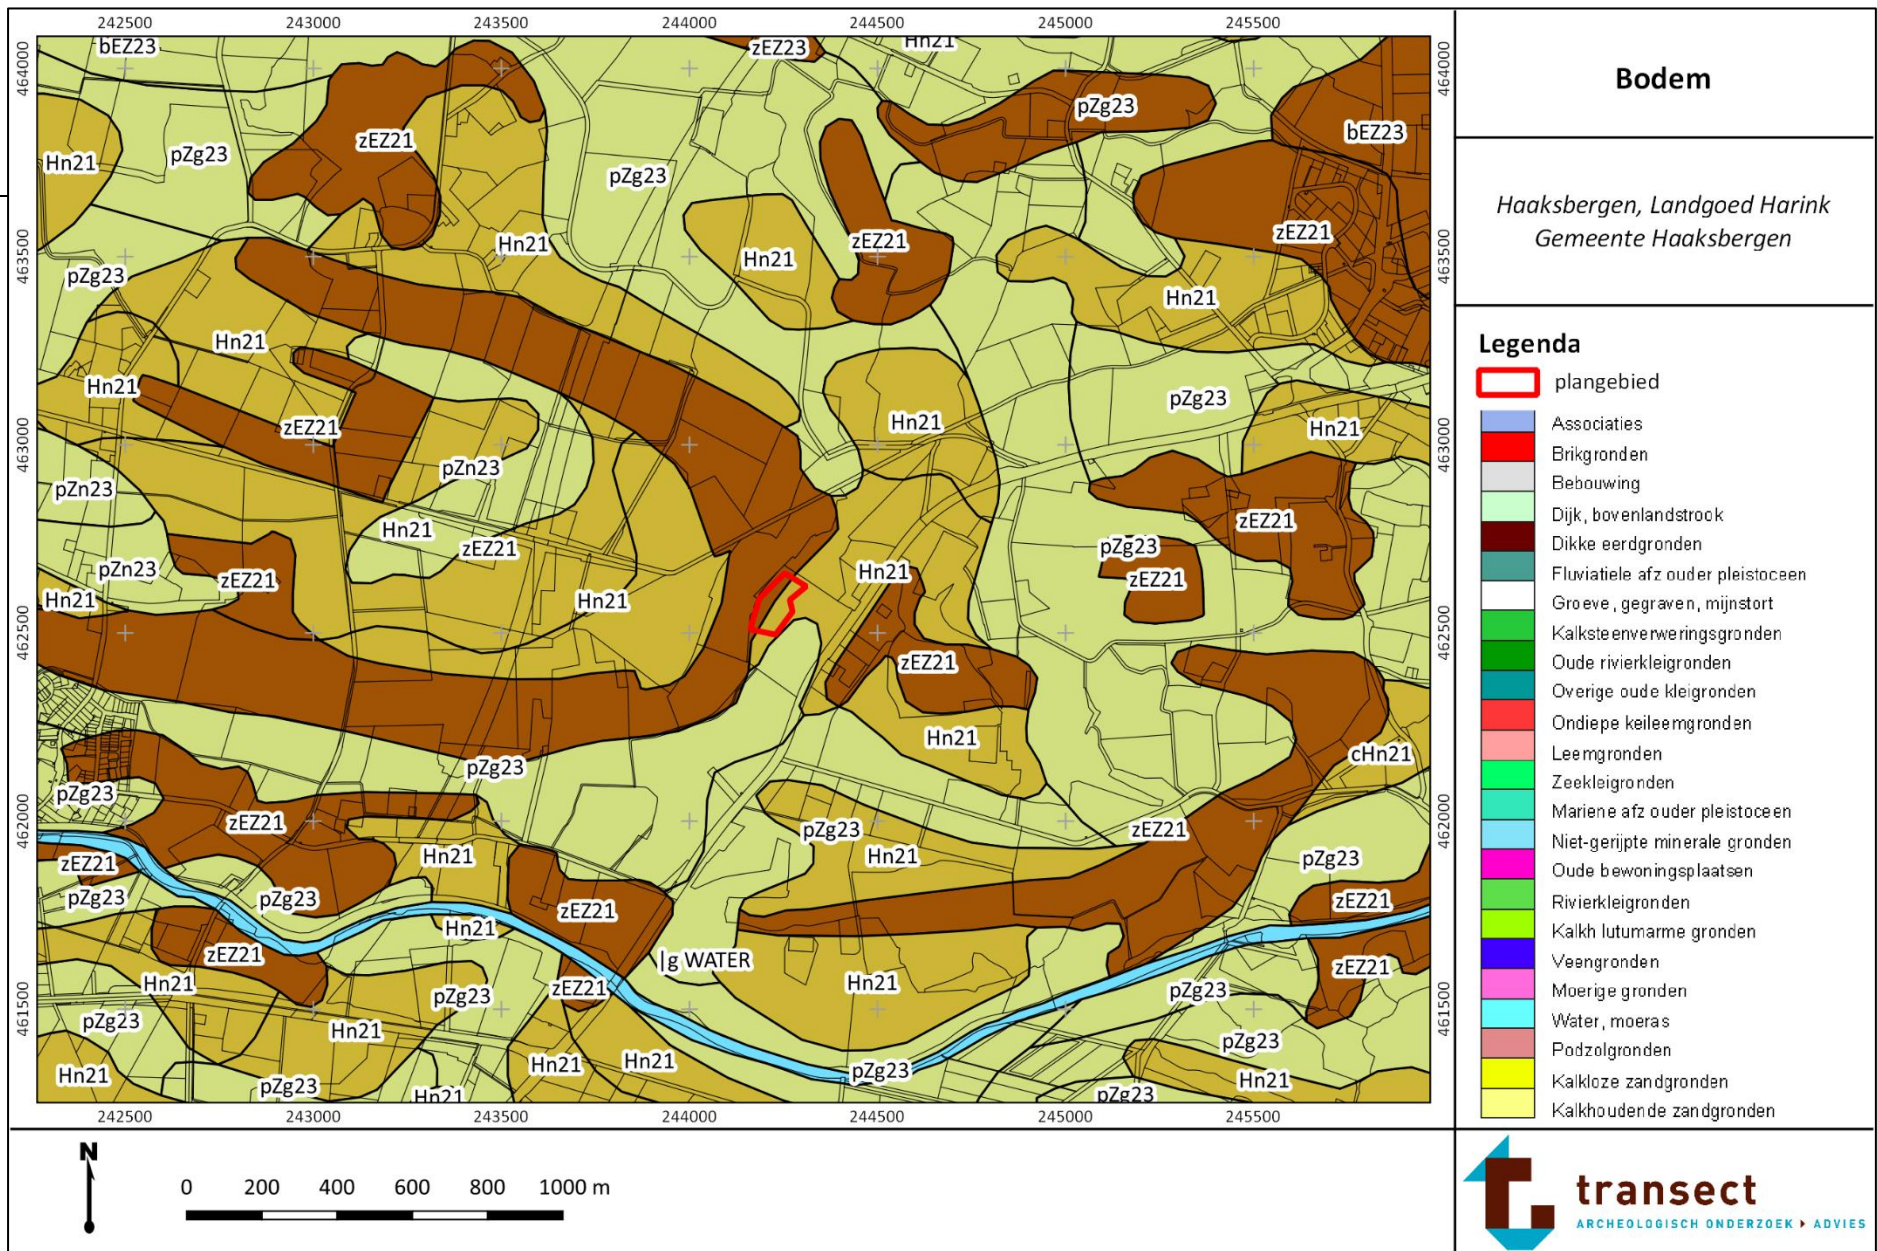 242500 243000 243500 244000 244500 245000 245500
464000 464000
463500 463500
463000 463000
462500 462500
462000 462000
461500 461500
bEZ23 zEZ23 Hn21
pZg23
zEZ21 bEZ23
Hn21 pZg23
pZg23
zEZ21
Hn21 zEZ21
pZg23 Hn21
Hn21
Hn21
Hn21
pZg23
zEZ21 Hn21 Hn21
pZn23
pZn23
Hn21 zEZ21 zEZ21
pZg23
pZn23 zEZ21 Hn21 zEZ21
Hn21 Hn21
zEZ21
Hn21
cHn21
pZg23
pZg23
zEZ21 pZg23 zEZ21
zEZ21 Hn21 Hn21 pZg23
pZg23 pZg23 zEZ21 zEZ21
Hn21
zEZ21 |g WATER zEZ21
Hn21 pZg23 zEZ21 Hn21 pZg23
pZg23 Hn21 pZg23
Hn21 Hn21 Hn21 pZg23 Hn21
pZg23 Hn21 pZg23
242500 243000 243500 244000 244500 245000 245500
N
0 200 400 600 800 1000 m
Bodem
Haaksbergen, Landgoed Harink
Gemeente Haaksbergen
Legenda
plangebied
Associaties
Brikgronden
Bebouwing
Dijk, bovenlandstrook
Dikke eerdgronden
Fluviatiele afz ouder pleistoceen
Groeve, gegraven, mijnstort
Kalksteenverweringsgronden
Oude rivierkleigronden
Overige oude kleigronden
Ondiepe keileemgronden
Leemgronden
Zeekleigronden
Mariene afz ouder pleistoceen
Niet-gerijpte minerale gronden
Oude bewoningsplaatsen
Rivierkleigronden
Kalkh lutumarme gronden
Veengronden
Moerige gronden
Water, moeras
Podzolgronden
Kalkloze zandgronden
Kalkhoudende zandgronden
transect
ARCHEOLOGISCH ONDERZOEK ▸ ADVIES